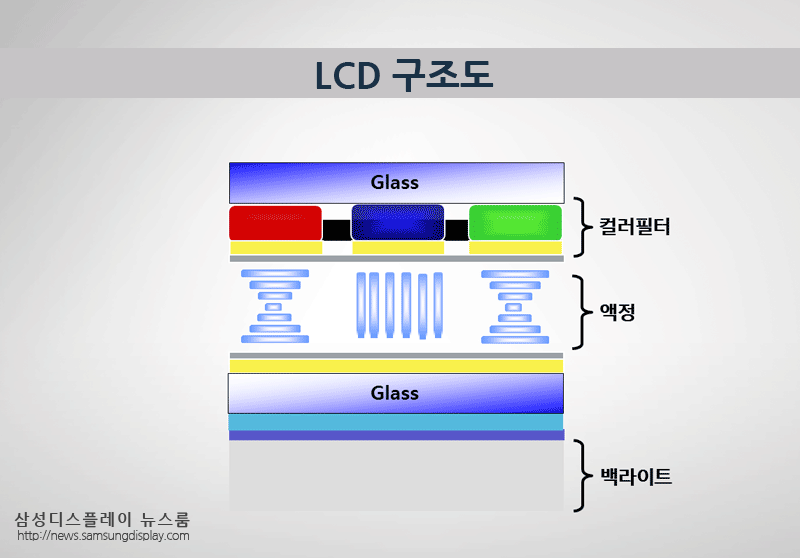 LCD 구조도
Glass
컬러필터
액정
Glass
백라이트
삼성디스플레이 뉴스룸
http://news.samsungdisplay.com